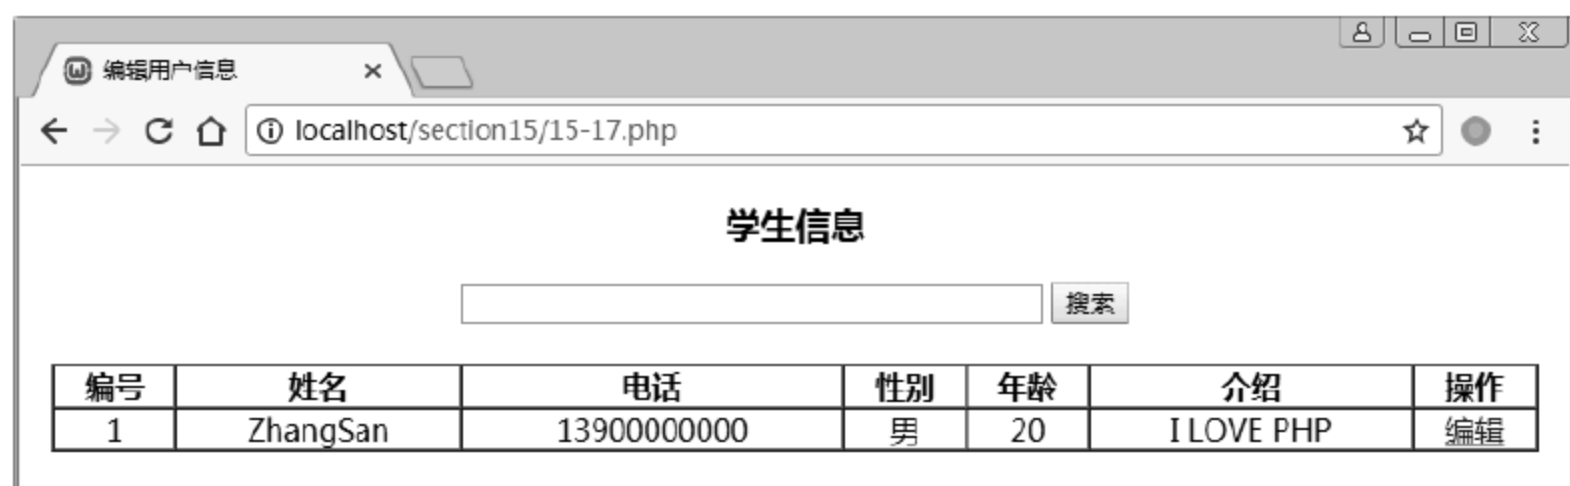 编辑用户信息
localhost/section15/15-17.php
学生信息
搜索
编号 姓名 电话 性别 年龄 介绍 操作
1 ZhangSan 13900000000 男 20 I LOVE PHP 编辑